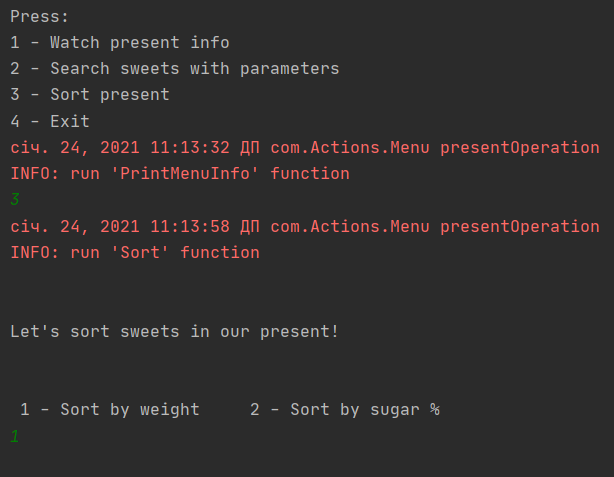 Press:
1 - Watch present info
2 - Search sweets with parameters
3 - Sort present
4 - Exit
січ. 24, 2021 11:13:32 ДП com.Actions.Menu presentOperation
INFO: run 'PrintMenuInfo' function
3
січ. 24, 2021 11:13:58 ДП com.Actions.Menu presentOperation
INFO: run 'Sort' function
Let's sort sweets in our present!
1 - Sort by weight     2 - Sort by sugar %
1